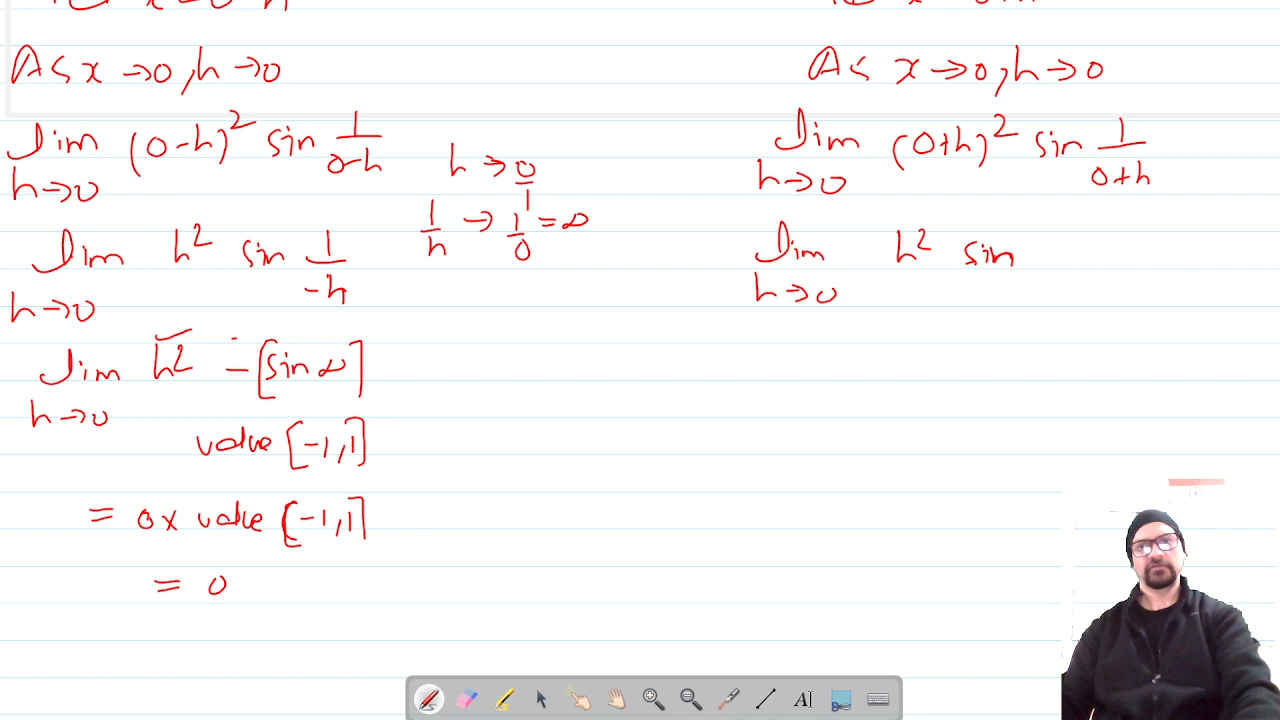 As x → 0, h → 0
lim h→0 (0-h)² sin 1/(0-h)
h → 0/1
1/h → 1/0 = ∞
lim h→0 h² sin 1/-h
lim h→0 h² - [sin ∞]
value [-1,1]
= 0 x value [-1,1]
= 0
As x → 0, h → 0
lim h→0 (0+h)² sin 1/(0+h)
lim h→0 h² sin
AI